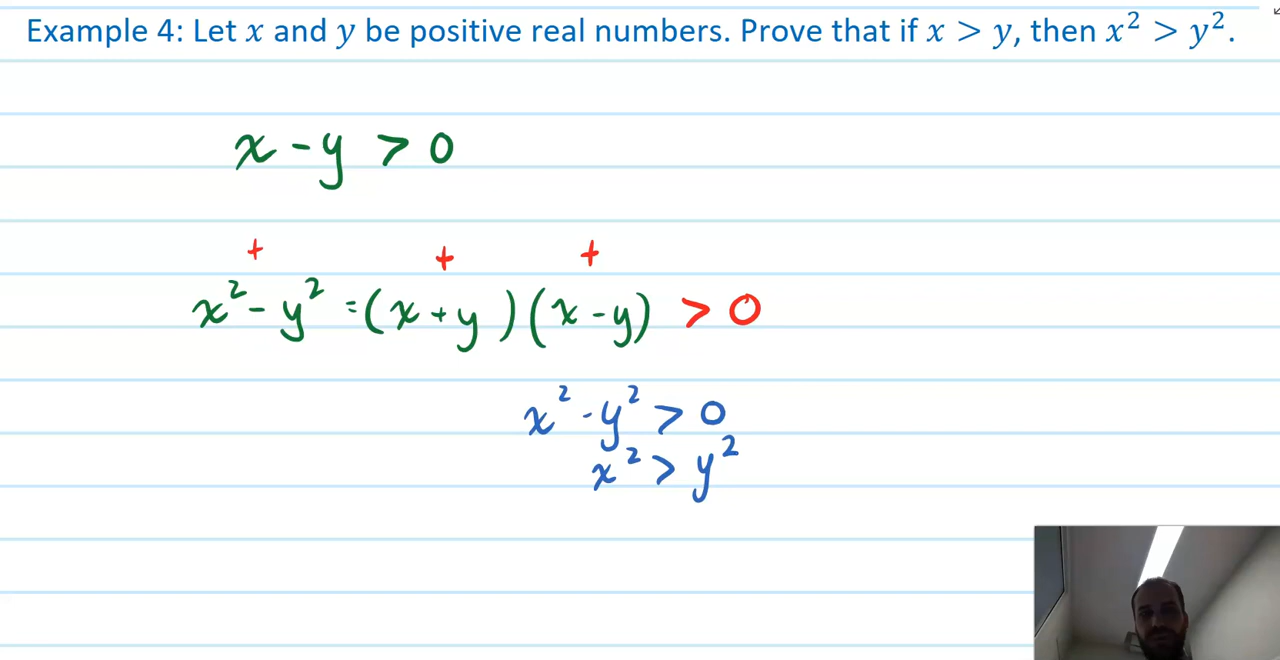 Example 4: Let x and y be positive real numbers. Prove that if x > y, then x² > y².
x - y > 0
+ + +
x² - y² = (x + y)(x - y) > 0
x² - y² > 0
x² > y²